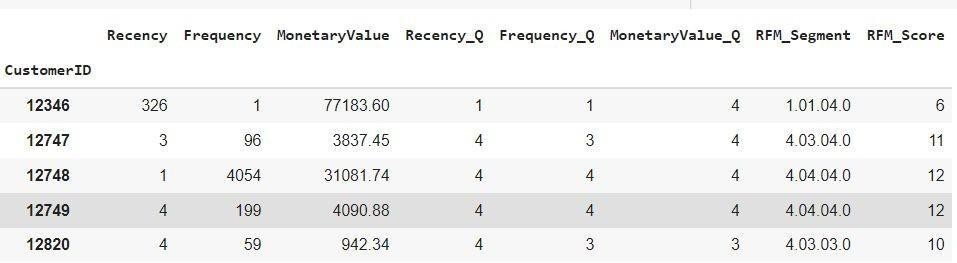 Recency Frequency MonetaryValue Recency_Q Frequency_Q MonetaryValue_Q RFM_Segment RFM_Score
CustomerID
12346 326 1 77183.60 1 1 4 1.01.04.0 6
12747 3 96 3837.45 4 3 4 4.03.04.0 11
12748 1 4054 31081.74 4 4 4 4.04.04.0 12
12749 4 199 4090.88 4 4 4 4.04.04.0 12
12820 4 59 942.34 4 3 3 4.03.03.0 10